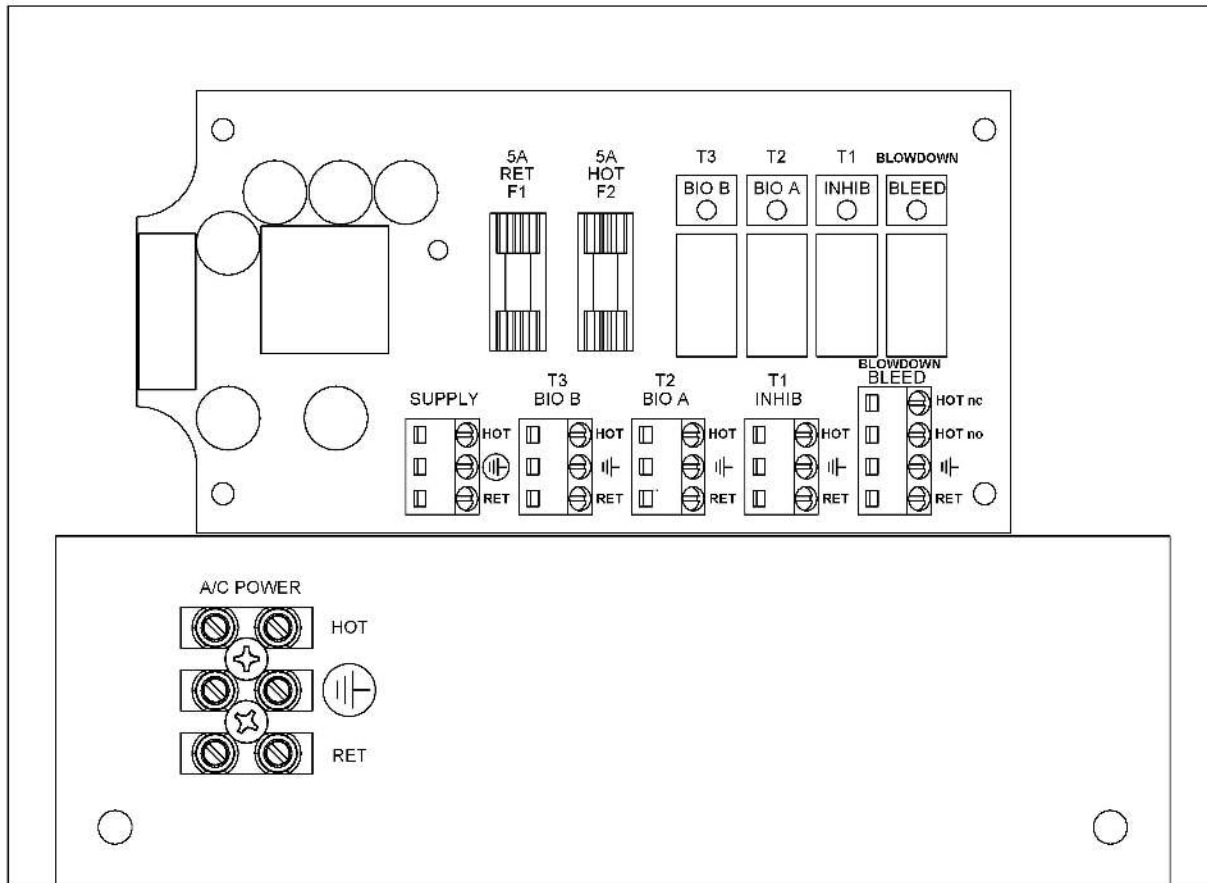 5A
RET
F1
5A
HOT
F2
T3
BIO B
T2
BIO A
T1
INHIB
BLOWDOWN
BLEED
SUPPLY
HOT
RET
T3
BIO B
HOT
RET
T2
BIO A
HOT
RET
T1
INHIB
HOT
RET
BLOWDOWN
BLEED
HOT nc
HOT no
RET
A/C POWER
HOT
RET